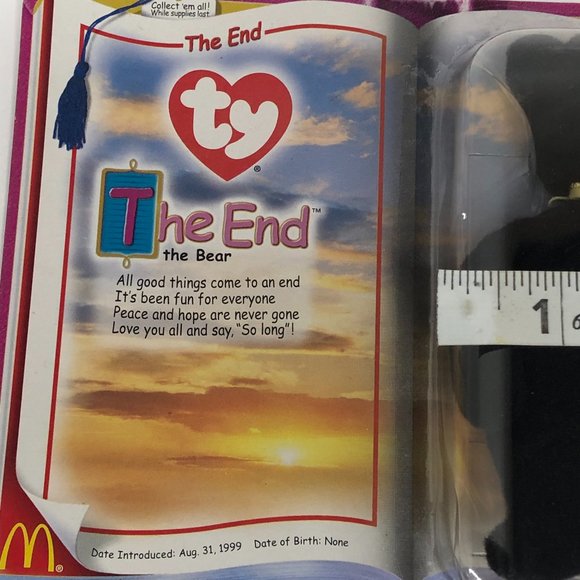 Collect 'em all!
While supplies last.
The End
ty®
The End™
the Bear
All good things come to an end
It's been fun for everyone
Peace and hope are never gone
Love you all and say, "So long"!
1
6
M®
Date Introduced: Aug. 31, 1999 Date of Birth: None